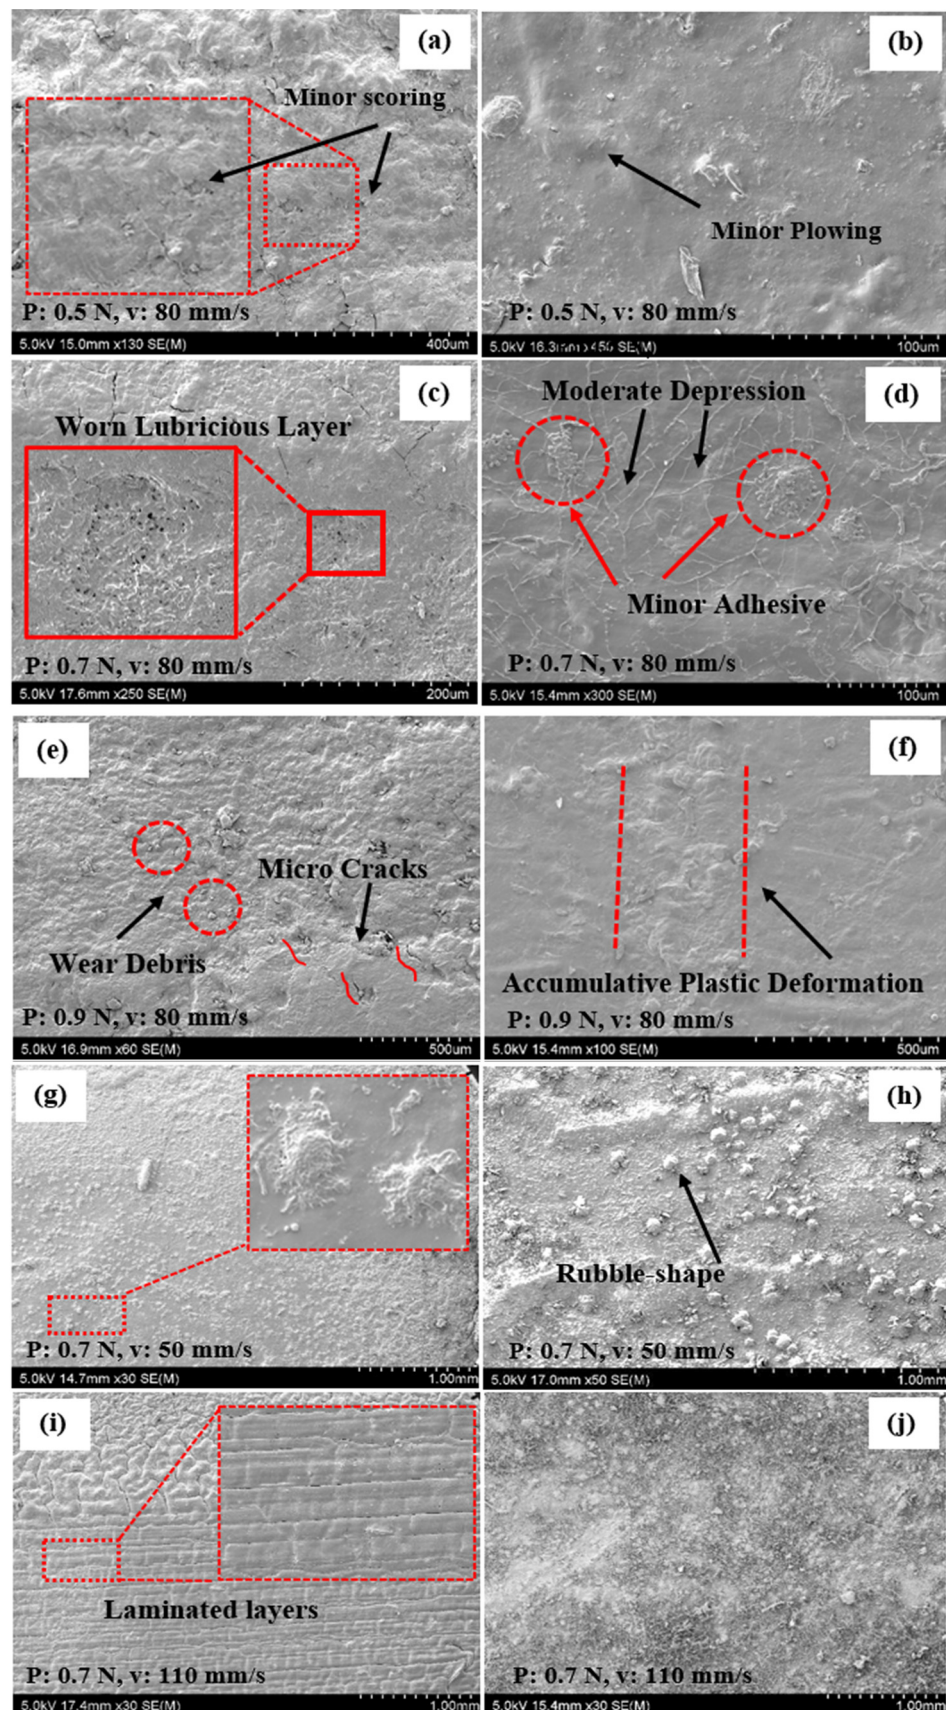 (a)
Minor scoring
P: 0.5 N, v: 80 mm/s
5.0kV 15.0mm x130 SE(M) 400um
(b)
Minor Plowing
P: 0.5 N, v: 80 mm/s
5.0kV 16.3mm x450 SE(M) 100um
(c)
Worn Lubricious Layer
P: 0.7 N, v: 80 mm/s
5.0kV 17.6mm x250 SE(M) 200um
(d)
Moderate Depression
Minor Adhesive
P: 0.7 N, v: 80 mm/s
5.0kV 15.4mm x300 SE(M) 100um
(e)
Micro Cracks
Wear Debris
P: 0.9 N, v: 80 mm/s
5.0kV 16.9mm x60 SE(M) 500um
(f)
Accumulative Plastic Deformation
P: 0.9 N, v: 80 mm/s
5.0kV 15.4mm x100 SE(M) 500um
(g)
P: 0.7 N, v: 50 mm/s
5.0kV 14.7mm x30 SE(M) 1.00mm
(h)
Rubble-shape
P: 0.7 N, v: 50 mm/s
5.0kV 17.0mm x50 SE(M) 1.00mm
(i)
Laminated layers
P: 0.7 N, v: 110 mm/s
5.0kV 17.4mm x30 SE(M) 1.00mm
(j)
P: 0.7 N, v: 110 mm/s
5.0kV 15.4mm x30 SE(M) 1.00mm